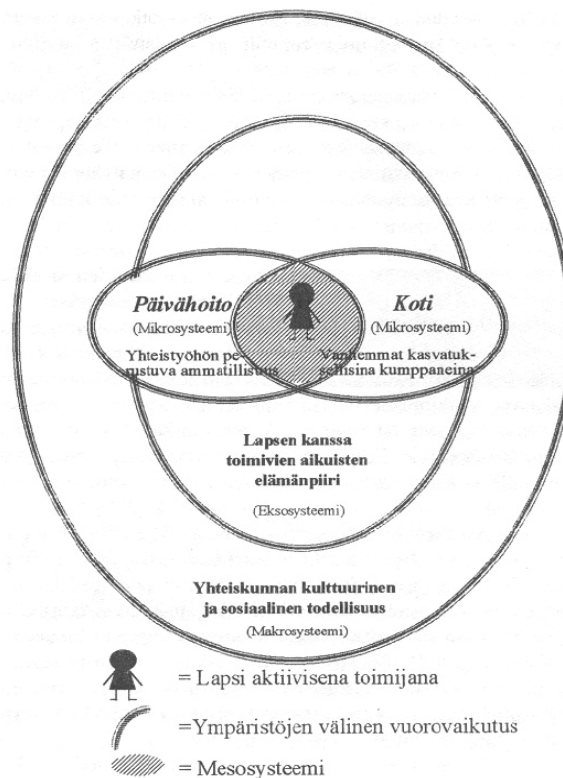 Päivähoito
(Mikrosysteemi)
Yhteistyöhön pe-
rustuva ammatillistuus
Koti
(Mikrosysteemi)
Vanhemmat kasvatuk-
sellisina kumppaneina
Lapsen kanssa
toimivien aikuisten
elämänpiiri
(Eksosysteemi)
Yhteiskunnan kulttuurinen
ja sosiaalinen todellisuus
(Makrosysteemi)
= Lapsi aktiivisena toimijana
=Ympäristöjen välinen vuorovaikutus
= Mesosysteemi